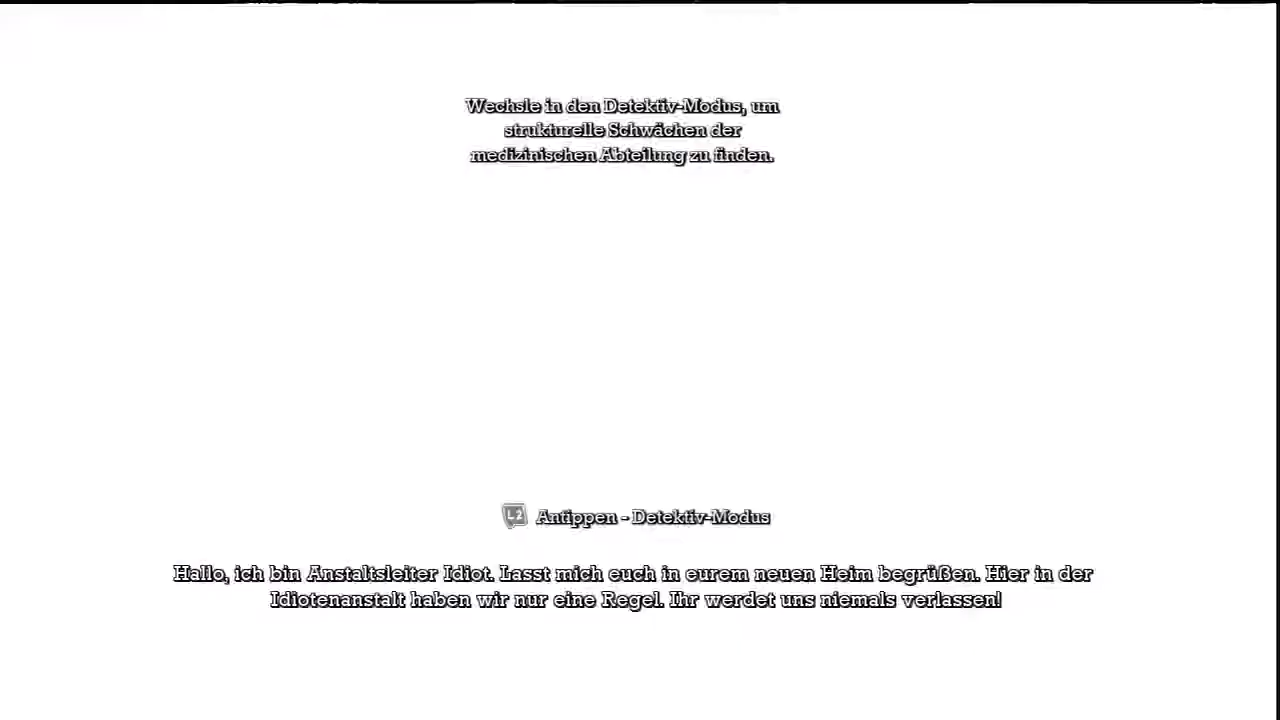 Wechsle in den Detektiv-Modus, um
strukturelle Schwächen der
medizinischen Abteilung zu finden.
L2 Antippen - Detektiv-Modus
Hallo, ich bin Anstaltsleiter Idiot. Lasst mich euch in eurem neuen Heim begrüßen. Hier in der
Idiotenanstalt haben wir nur eine Regel. Ihr werdet uns niemals verlassen!